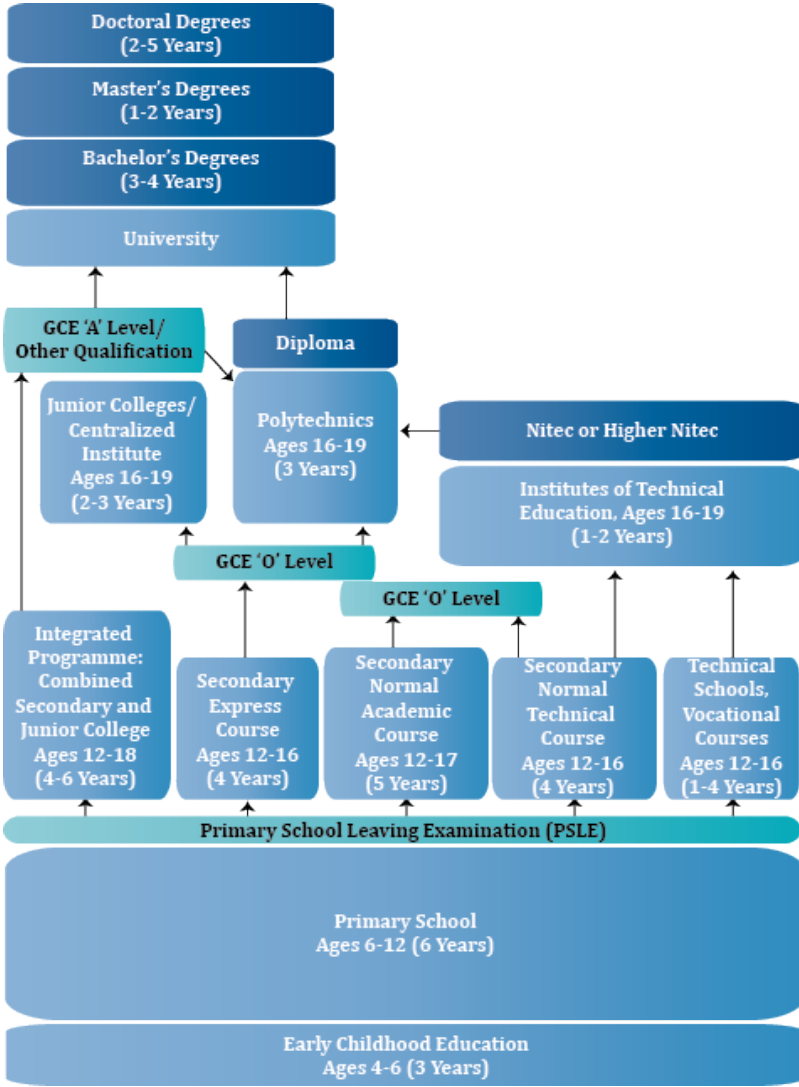 Doctoral Degrees
(2-5 Years)
Master's Degrees
(1-2 Years)
Bachelor's Degrees
(3-4 Years)
University
GCE ‘A’ Level/
Other Qualification
Diploma
Junior Colleges/
Centralized
Institute
Ages 16-19
(2-3 Years)
Polytechnics
Ages 16-19
(3 Years)
Nitec or Higher Nitec
Institutes of Technical
Education, Ages 16-19
(1-2 Years)
GCE ‘O’ Level
GCE ‘O’ Level
Integrated
Programme:
Combined
Secondary and
Junior College
Ages 12-18
(4-6 Years)
Secondary
Express
Course
Ages 12-16
(4 Years)
Secondary
Normal
Academic
Course
Ages 12-17
(5 Years)
Secondary
Normal
Technical
Course
Ages 12-16
(4 Years)
Technical
Schools,
Vocational
Courses
Ages 12-16
(1-4 Years)
Primary School Leaving Examination (PSLE)
Primary School
Ages 6-12 (6 Years)
Early Childhood Education
Ages 4-6 (3 Years)